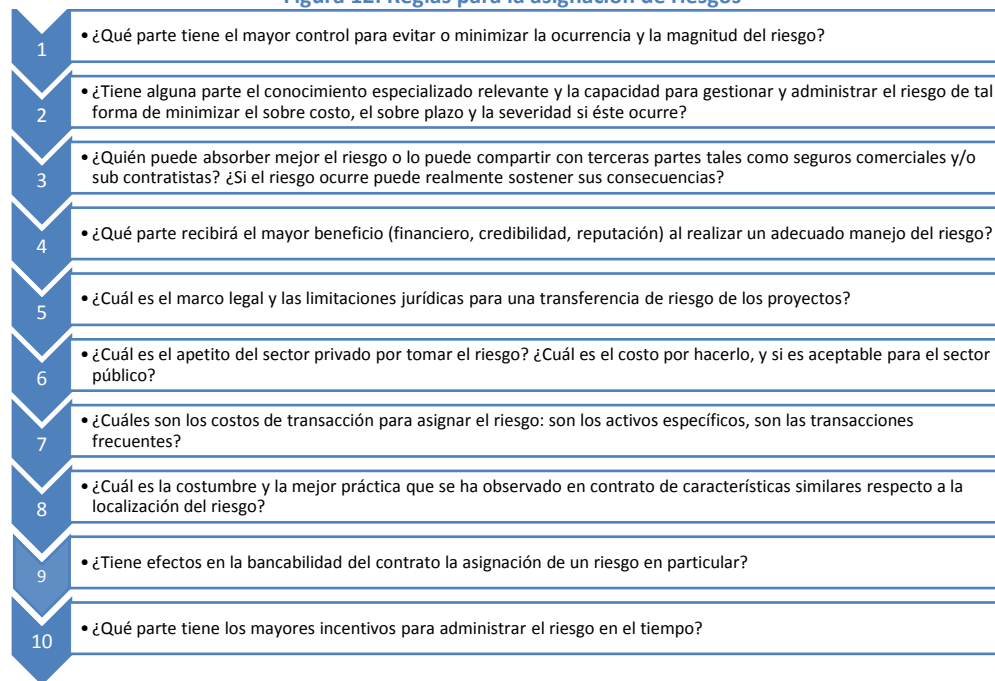 Figura 12: Reglas para la asignación de riesgos
1
• ¿Qué parte tiene el mayor control para evitar o minimizar la ocurrencia y la magnitud del riesgo?
2
• ¿Tiene alguna parte el conocimiento especializado relevante y la capacidad para gestionar y administrar el riesgo de tal
forma de minimizar el sobre costo, el sobre plazo y la severidad si éste ocurre?
3
• ¿Quién puede absorber mejor el riesgo o lo puede compartir con terceras partes tales como seguros comerciales y/o
sub contratistas? ¿Si el riesgo ocurre puede realmente sostener sus consecuencias?
4
• ¿Qué parte recibirá el mayor beneficio (financiero, credibilidad, reputación) al realizar un adecuado manejo del riesgo?
5
• ¿Cuál es el marco legal y las limitaciones jurídicas para una transferencia de riesgo de los proyectos?
6
• ¿Cuál es el apetito del sector privado por tomar el riesgo? ¿Cuál es el costo por hacerlo, y si es aceptable para el sector
público?
7
• ¿Cuáles son los costos de transacción para asignar el riesgo: son los activos específicos, son las transacciones
frecuentes?
8
• ¿Cuál es la costumbre y la mejor práctica que se ha observado en contrato de características similares respecto a la
localización del riesgo?
9
• ¿Tiene efectos en la bancabilidad del contrato la asignación de un riesgo en particular?
10
• ¿Qué parte tiene los mayores incentivos para administrar el riesgo en el tiempo?